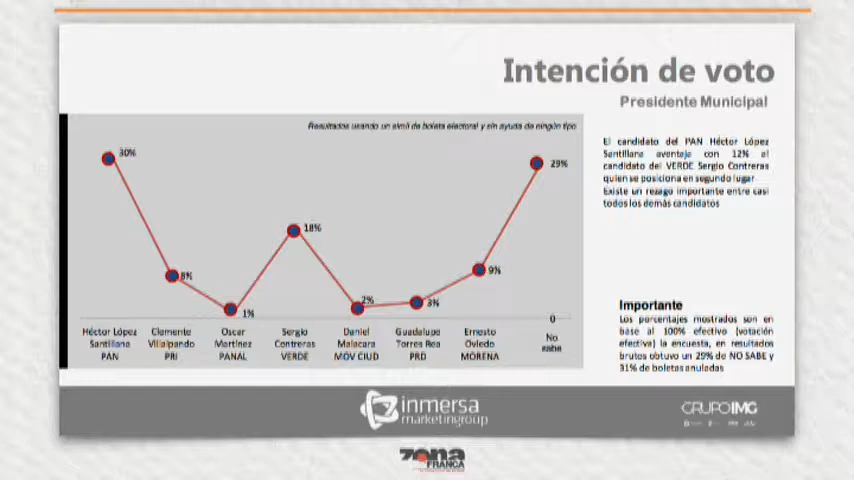 Intención de voto
Presidente Municipal
Resultados usando un simil de boleta electoral y sin ayuda de ningún tipo
30%
8%
1%
18%
2%
3%
9%
29%
0
Héctor López
Santillana
PAN
Clemente
Villalpando
PRI
Oscar
Martínez
PANAL
Sergio
Contreras
VERDE
Daniel
Malacara
MOV CIUD
Guadalupe
Torres Rea
PRD
Ernesto
Oviedo
MORENA
No
sabe
El candidato del PAN Héctor López
Santillana aventaja con 12% al
candidato del VERDE Sergio Contreras
quien se posiciona en segundo lugar
Existe un rezago importante entre casi
todos los demás candidatos
Importante
Los porcentajes mostrados son en
base al 100% efectivo (votación
efectiva) la encuesta, en resultados
brutos obtuvo un 29% de NO SABE y
31% de boletas anuladas
inmersa
marketingroup
GRUPOIMG
zona
FRANCA